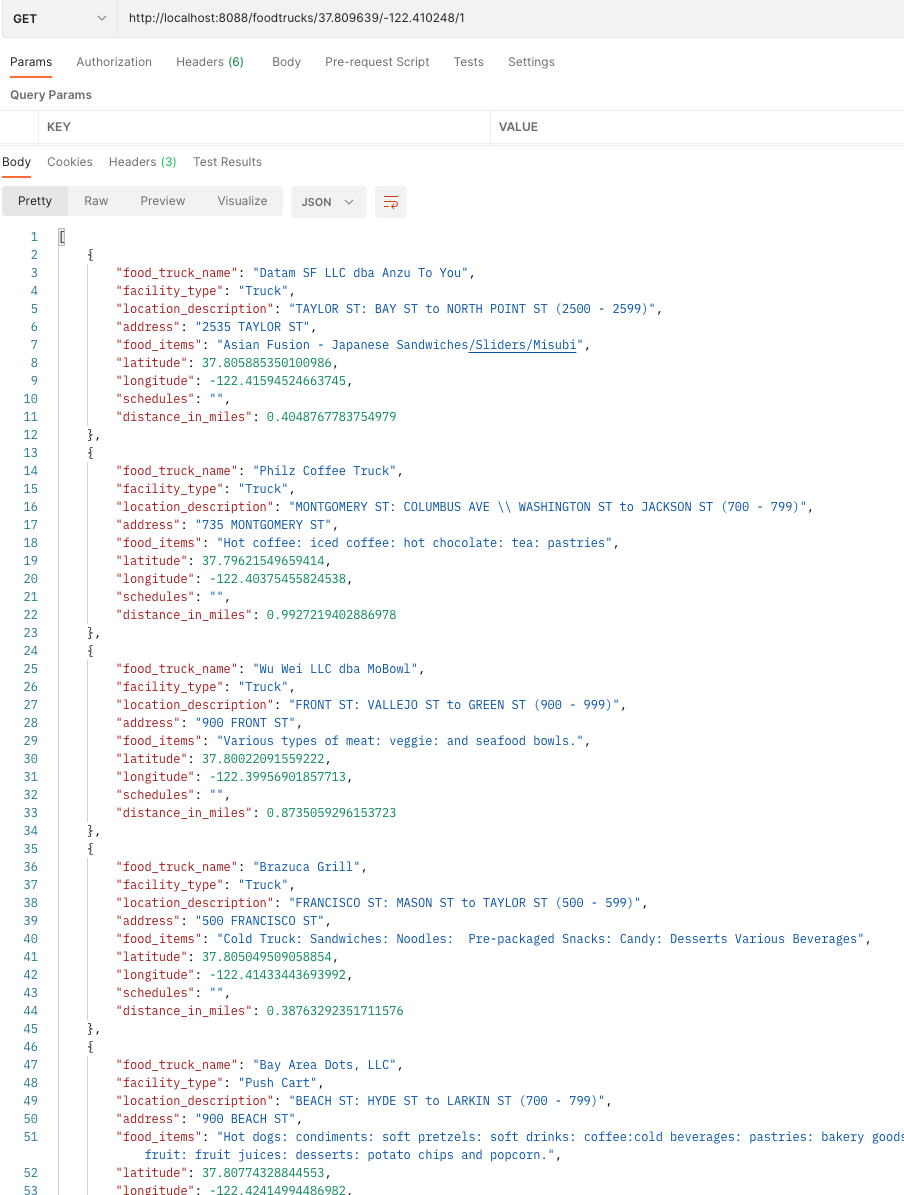 GET http://localhost:8088/foodtrucks/37.809639/-122.410248/1
Params Authorization Headers (6) Body Pre-request Script Tests Settings
Query Params
KEY VALUE
Body Cookies Headers (3) Test Results
Pretty Raw Preview Visualize JSON
1 [
2 {
3 "food_truck_name": "Datam SF LLC dba Anzu To You",
4 "facility_type": "Truck",
5 "location_description": "TAYLOR ST: BAY ST to NORTH POINT ST (2500 - 2599)",
6 "address": "2535 TAYLOR ST",
7 "food_items": "Asian Fusion - Japanese Sandwiches/Sliders/Misubi",
8 "latitude": 37.805885350100986,
9 "longitude": -122.41594524663745,
10 "schedules": "",
11 "distance_in_miles": 0.4048767783754979
12 },
13 {
14 "food_truck_name": "Philz Coffee Truck",
15 "facility_type": "Truck",
16 "location_description": "MONTGOMERY ST: COLUMBUS AVE \\ WASHINGTON ST to JACKSON ST (700 - 799)",
17 "address": "735 MONTGOMERY ST",
18 "food_items": "Hot coffee: iced coffee: hot chocolate: tea: pastries",
19 "latitude": 37.79621549659414,
20 "longitude": -122.40375455824538,
21 "schedules": "",
22 "distance_in_miles": 0.9927219402886978
23 },
24 {
25 "food_truck_name": "Wu Wei LLC dba MoBowl",
26 "facility_type": "Truck",
27 "location_description": "FRONT ST: VALLEJO ST to GREEN ST (900 - 999)",
28 "address": "900 FRONT ST",
29 "food_items": "Various types of meat: veggie: and seafood bowls.",
30 "latitude": 37.80022091559222,
31 "longitude": -122.39956901857713,
32 "schedules": "",
33 "distance_in_miles": 0.8735059296153723
34 },
35 {
36 "food_truck_name": "Brazuca Grill",
37 "facility_type": "Truck",
38 "location_description": "FRANCISCO ST: MASON ST to TAYLOR ST (500 - 599)",
39 "address": "500 FRANCISCO ST",
40 "food_items": "Cold Truck: Sandwiches: Noodles:  Pre-packaged Snacks: Candy: Desserts Various Beverages",
41 "latitude": 37.805049509058854,
42 "longitude": -122.41433443693992,
43 "schedules": "",
44 "distance_in_miles": 0.38763292351711576
45 },
46 {
47 "food_truck_name": "Bay Area Dots, LLC",
48 "facility_type": "Push Cart",
49 "location_description": "BEACH ST: HYDE ST to LARKIN ST (700 - 799)",
50 "address": "900 BEACH ST",
51 "food_items": "Hot dogs: condiments: soft pretzels: soft drinks: coffee:cold beverages: pastries: bakery goods
fruit: fruit juices: desserts: potato chips and popcorn.",
52 "latitude": 37.80774328844553,
53 "longitude": -122.42414994486982,